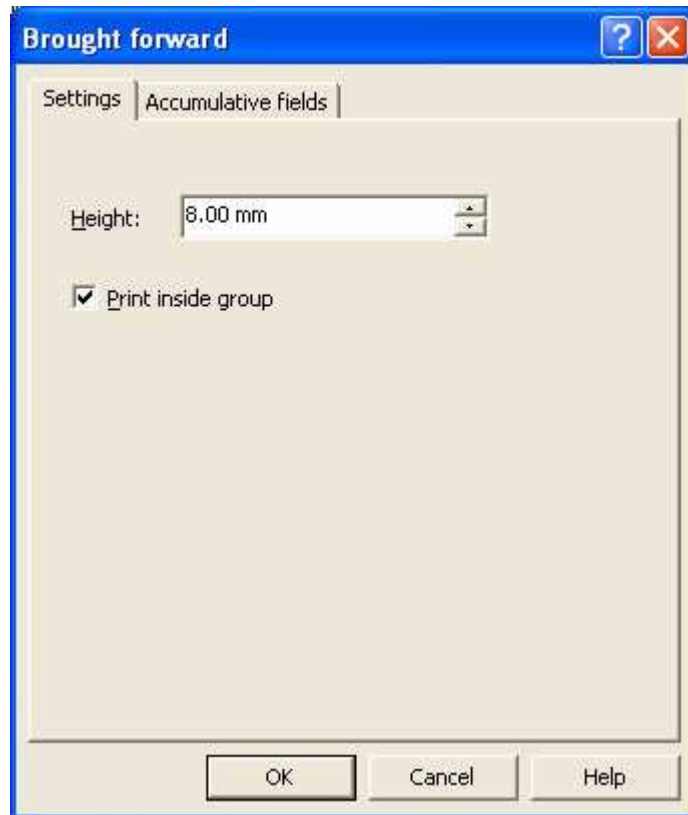 Brought forward
Settings Accumulative fields
Height: 8.00 mm
Print inside group
OK Cancel Help